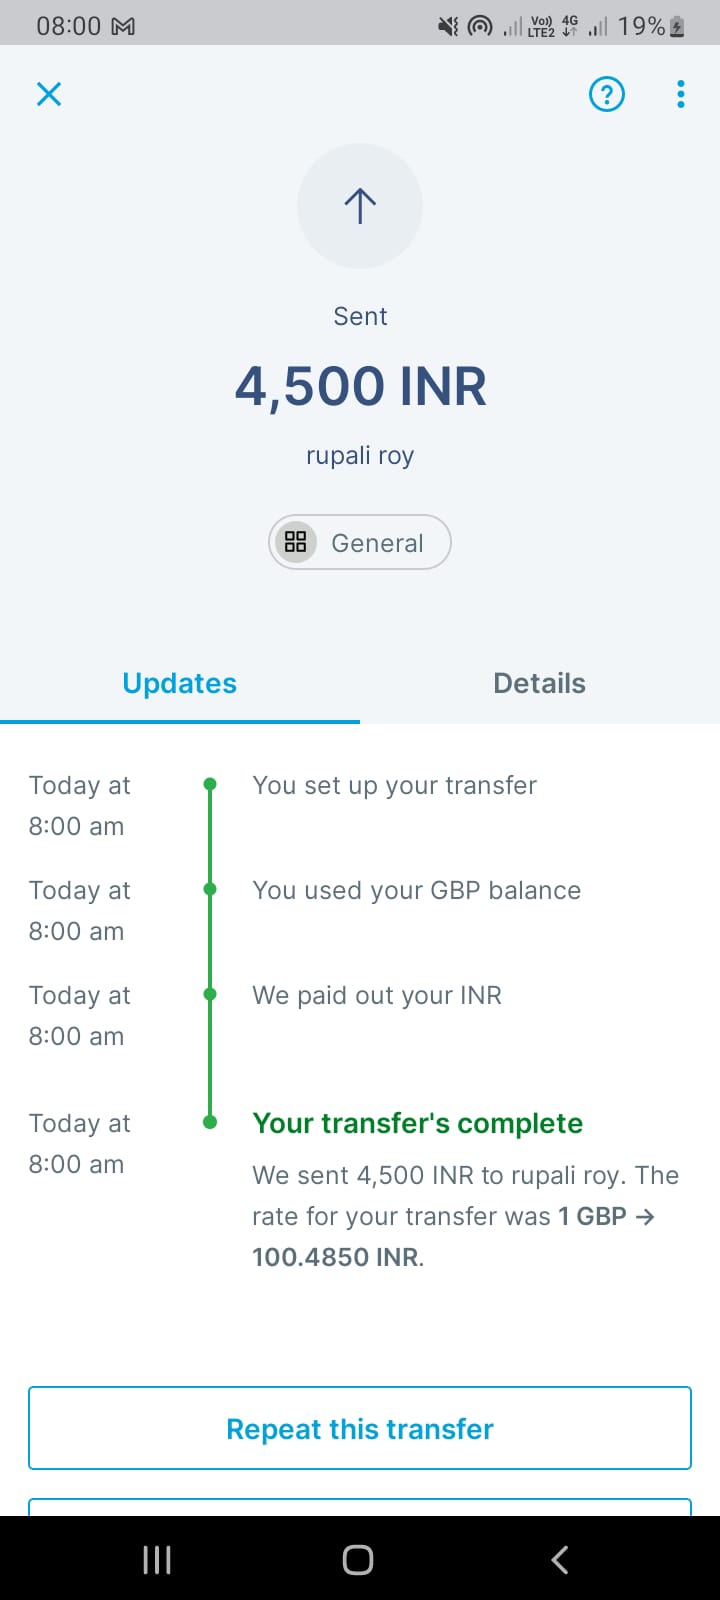 08:00
Vo))
LTE2
4G
19%
Sent
4,500 INR
rupali roy
General
Updates
Details
Today at
8:00 am
You set up your transfer
Today at
8:00 am
You used your GBP balance
Today at
8:00 am
We paid out your INR
Today at
8:00 am
Your transfer's complete
We sent 4,500 INR to rupali roy. The
rate for your transfer was 1 GBP →
100.4850 INR.
Repeat this transfer